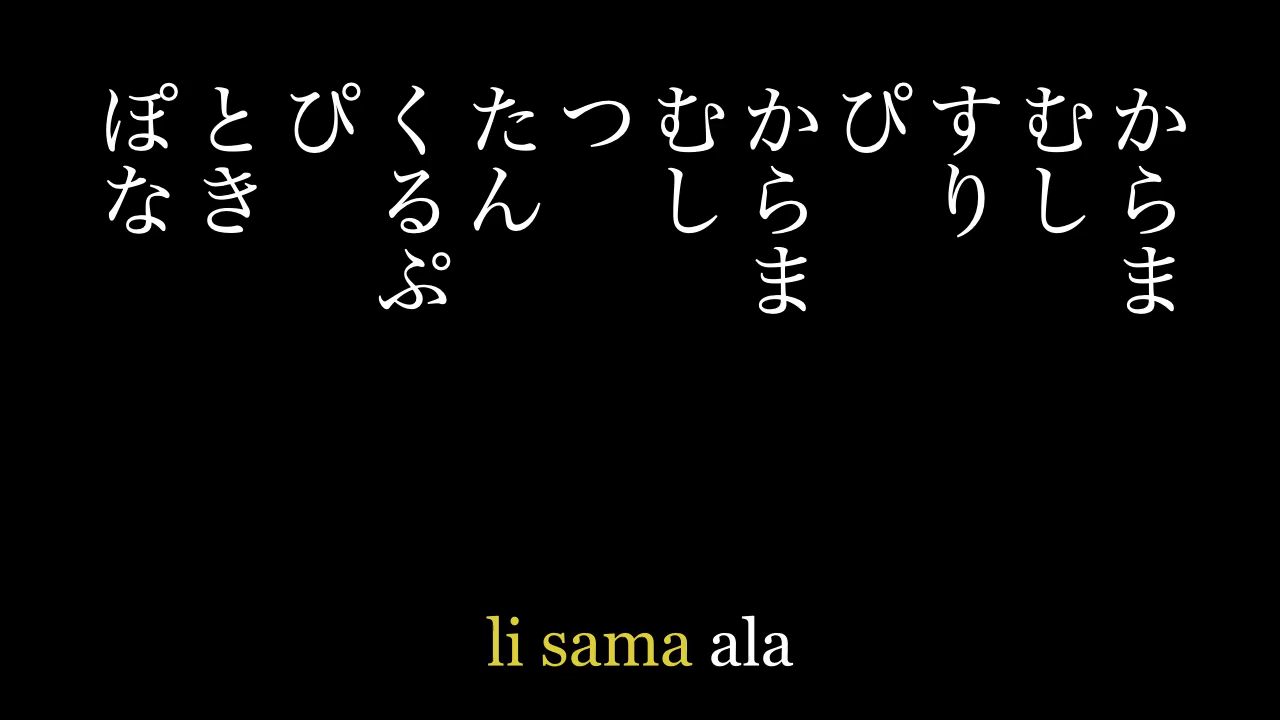 からま
むし
すり
ぴ
からま
むし
つ
たん
くるぷ
ぴ
とき
ぽな
li sama ala